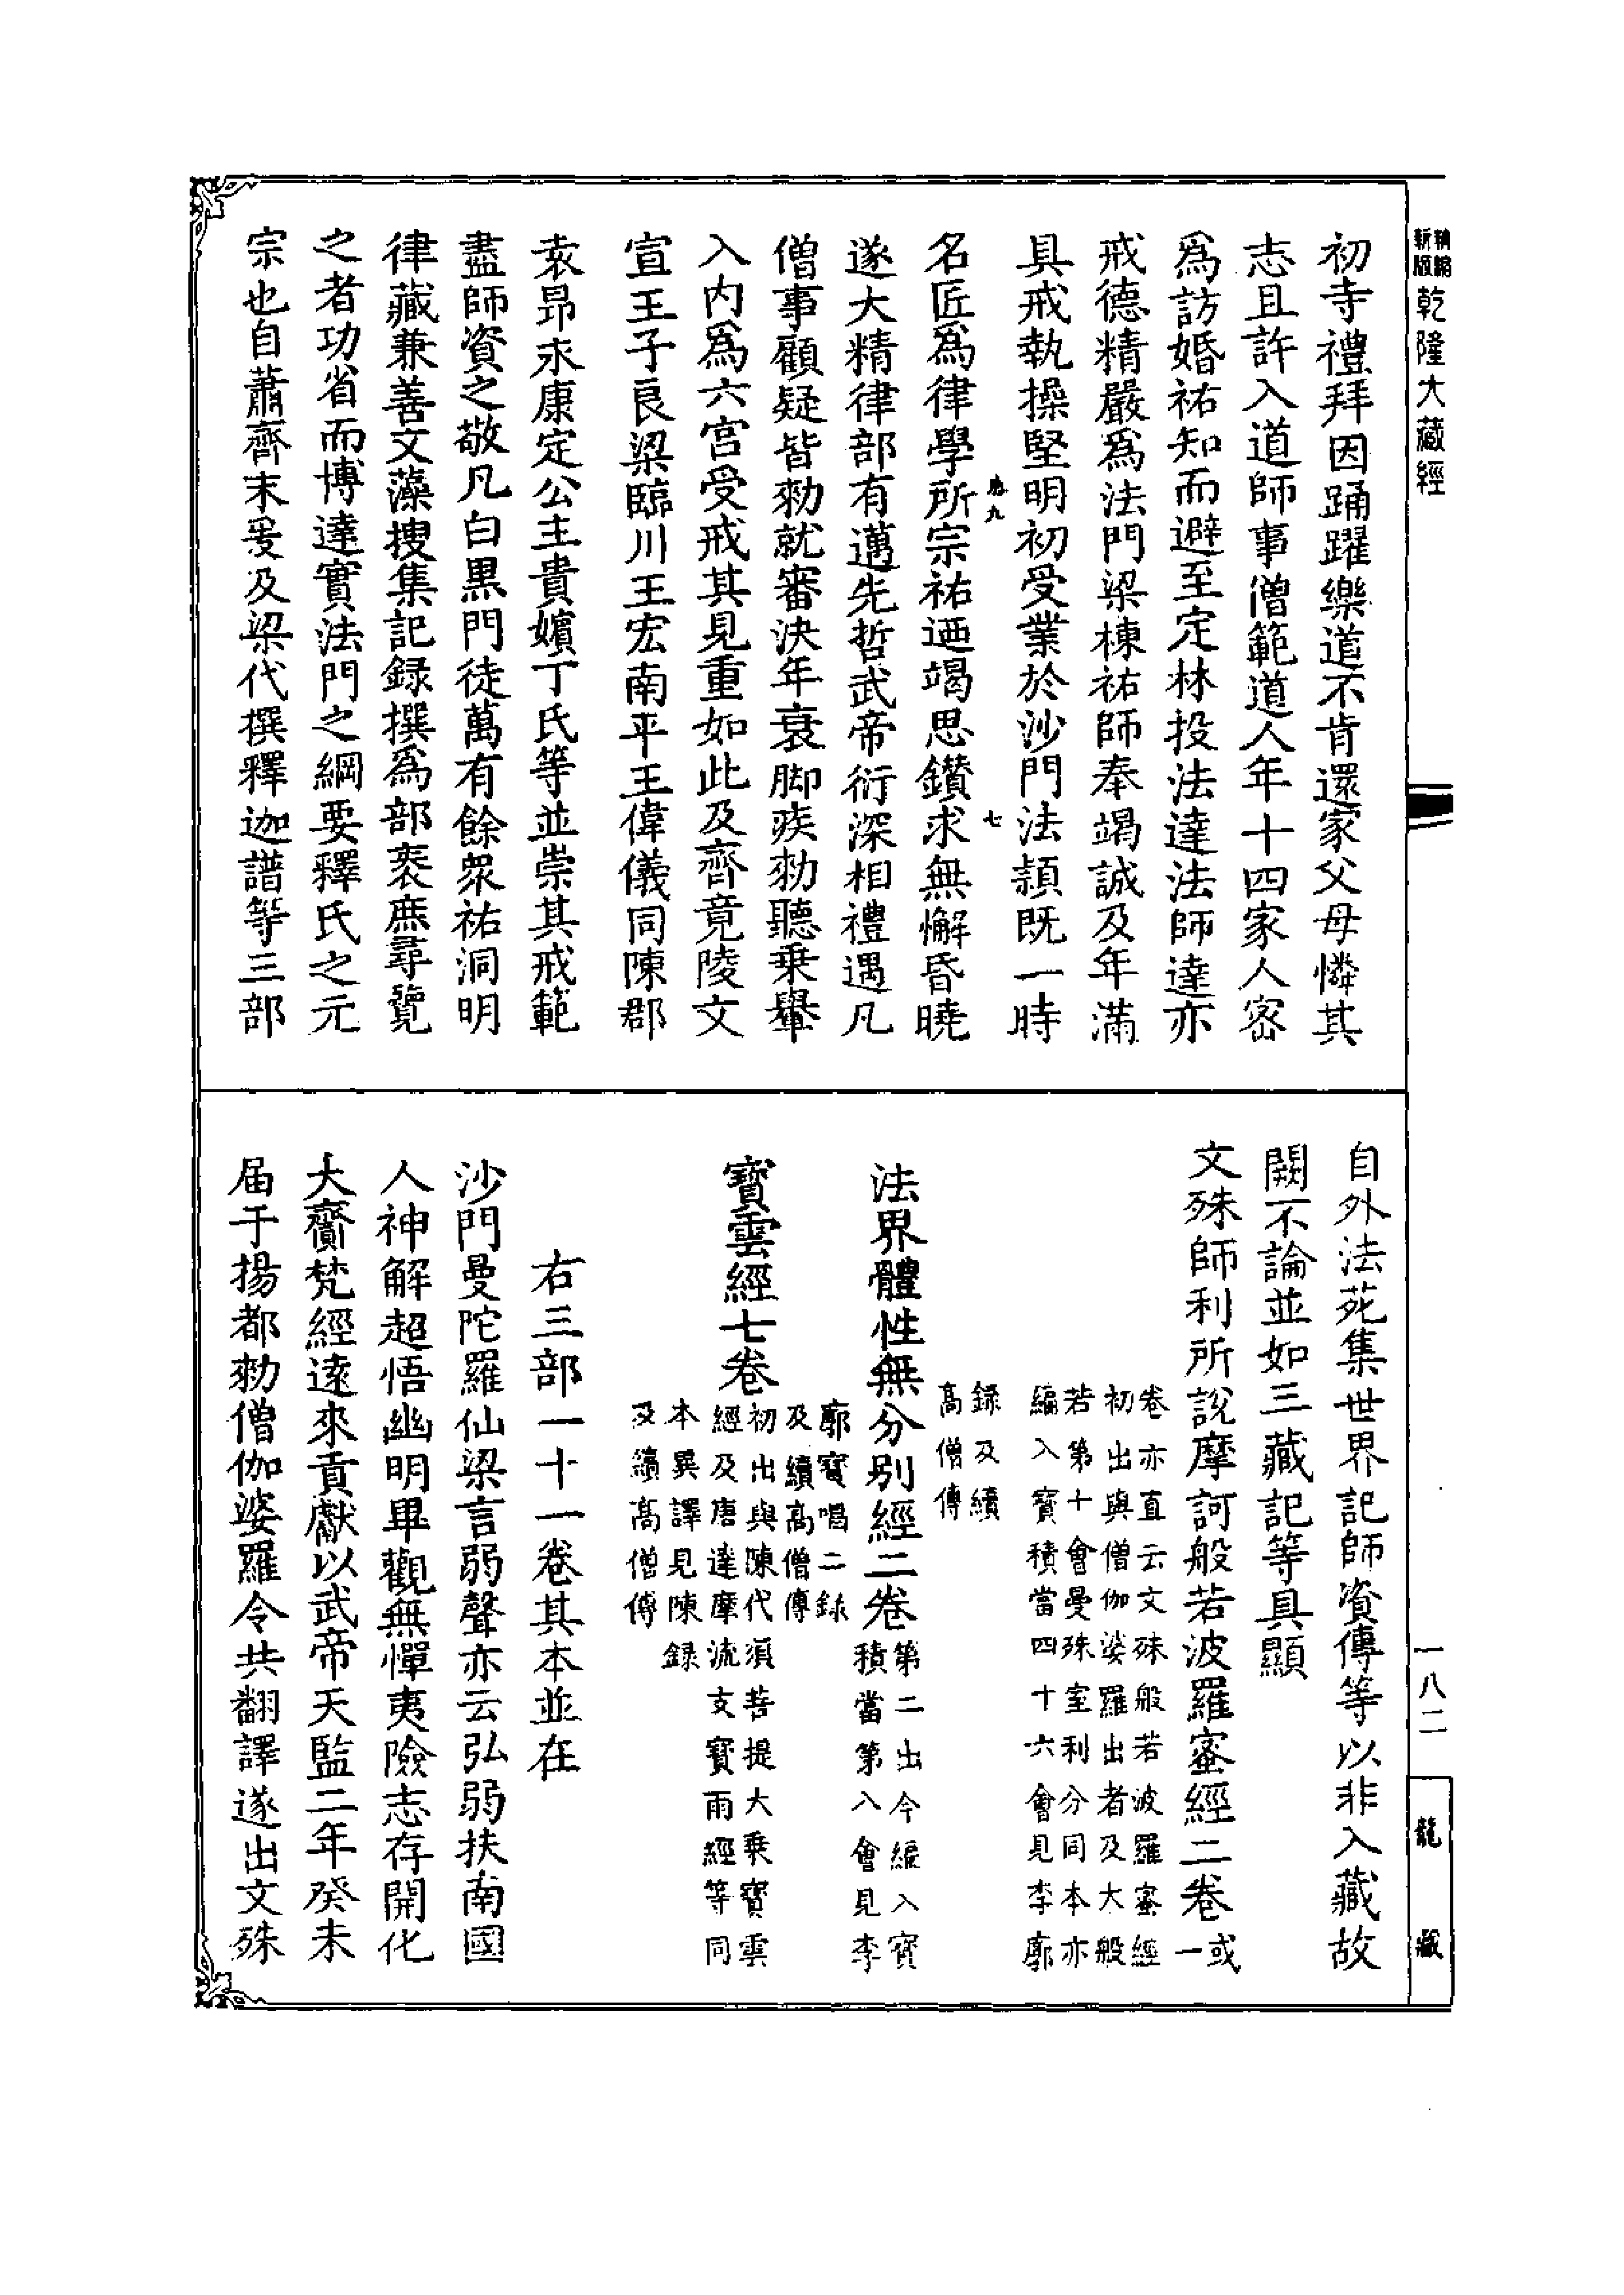 初寺禮拜因踊躍樂道不肯還家父母憐其
志且許入道師事僧範道人年十四家人密
爲訪婚祐知而避至定林投法達法師達亦
戒德精嚴爲法門梁棟祐師奉竭誠及年滿
具戒執操堅明初受業於沙門法頴既一時
名匠爲律學所宗祐迺竭思鑽求無懈昏曉
遂大精律部有邁先哲武帝衍深相禮遇凡
僧事顧疑皆勑就審決年衰脚疾勑聽乗轝
入内爲六宮受戒其見重如此及齊竟陵文
宣王子良梁臨川王宏南平王偉儀同陳郡
袁昂永康定公主貴嬪丁氏等並崇其戒範
盡師資之敬凡白黒門徒萬有餘衆祐洞明
律藏兼善文藻搜集記録撰爲部袠庶尋覽
之者功省而博達實法門之綱要釋氏之元
宗也自蕭齊末爰及梁代撰釋迦譜等三部
自外法苑集世界記師資傳等以非入藏故
闕不論並如三藏記等具顯
文殊師利所說摩訶般若波羅蜜經二卷或一
卷亦直云文殊般若波羅蜜經
初出與僧伽婆羅出者及大般
若第十會曼殊室利分同本亦
編入寶積當四十六會見李廓
録及續
高僧傳
法界體性無分別經二卷第二出今編入寶
積當第八會見李
廓寶唱二録
及續高僧傳
寶雲經七卷初出與陳代須菩提大乗寶雲
經及唐達摩流支寶雨經等同
本異譯見陳録
及續高僧傳
右三部一十一卷其本並在
沙門曼陀羅仙梁言弱聲亦云弘弱扶南國
人神解超悟幽明畢觀無憚夷險志存開化
大齎梵經逺來貢獻以武帝天監二年癸未
届于揚都勑僧伽婆羅令共翻譯遂出文殊
新版精縮乾隆大藏經
一八二
龍藏
七